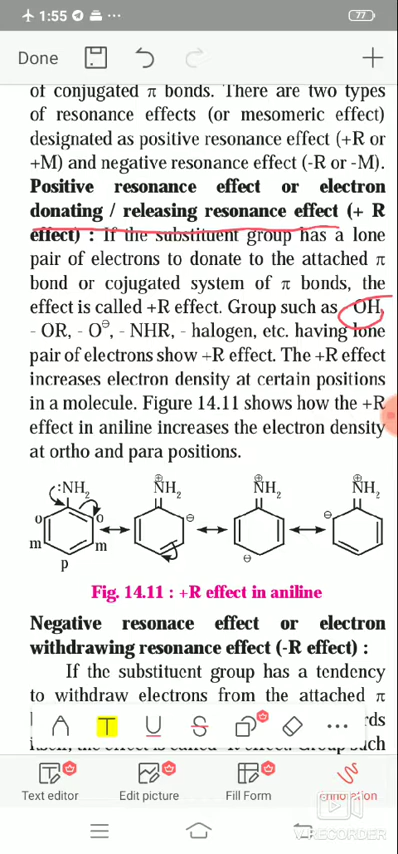 1:55
77
Done
of conjugated π bonds. There are two types
of resonance effects (or mesomeric effect)
designated as positive resonance effect (+R or
+M) and negative resonance effect (-R or -M).
Positive resonance effect or electron
donating / releasing resonance effect (+ R
effect) : If the substituent group has a lone
pair of electrons to donate to the attached π
bond or cojugated system of π bonds, the
effect is called +R effect. Group such as OH,
- OR, - O⊖, - NHR, - halogen, etc. having lone
pair of electrons show +R effect. The +R effect
increases electron density at certain positions
in a molecule. Figure 14.11 shows how the +R
effect in aniline increases the electron density
at ortho and para positions.
:NH2 ⊕NH2 ⊕NH2 ⊕NH2
o o ⊖ ⊖
m m
p ⊖
Fig. 14.11 : +R effect in aniline
Negative resonace effect or electron
withdrawing resonance effect (-R effect) :
If the substituent group has a tendency
to withdraw electrons from the attached π
rds
such
Text editor Edit picture Fill Form Annotation
V RECORDER